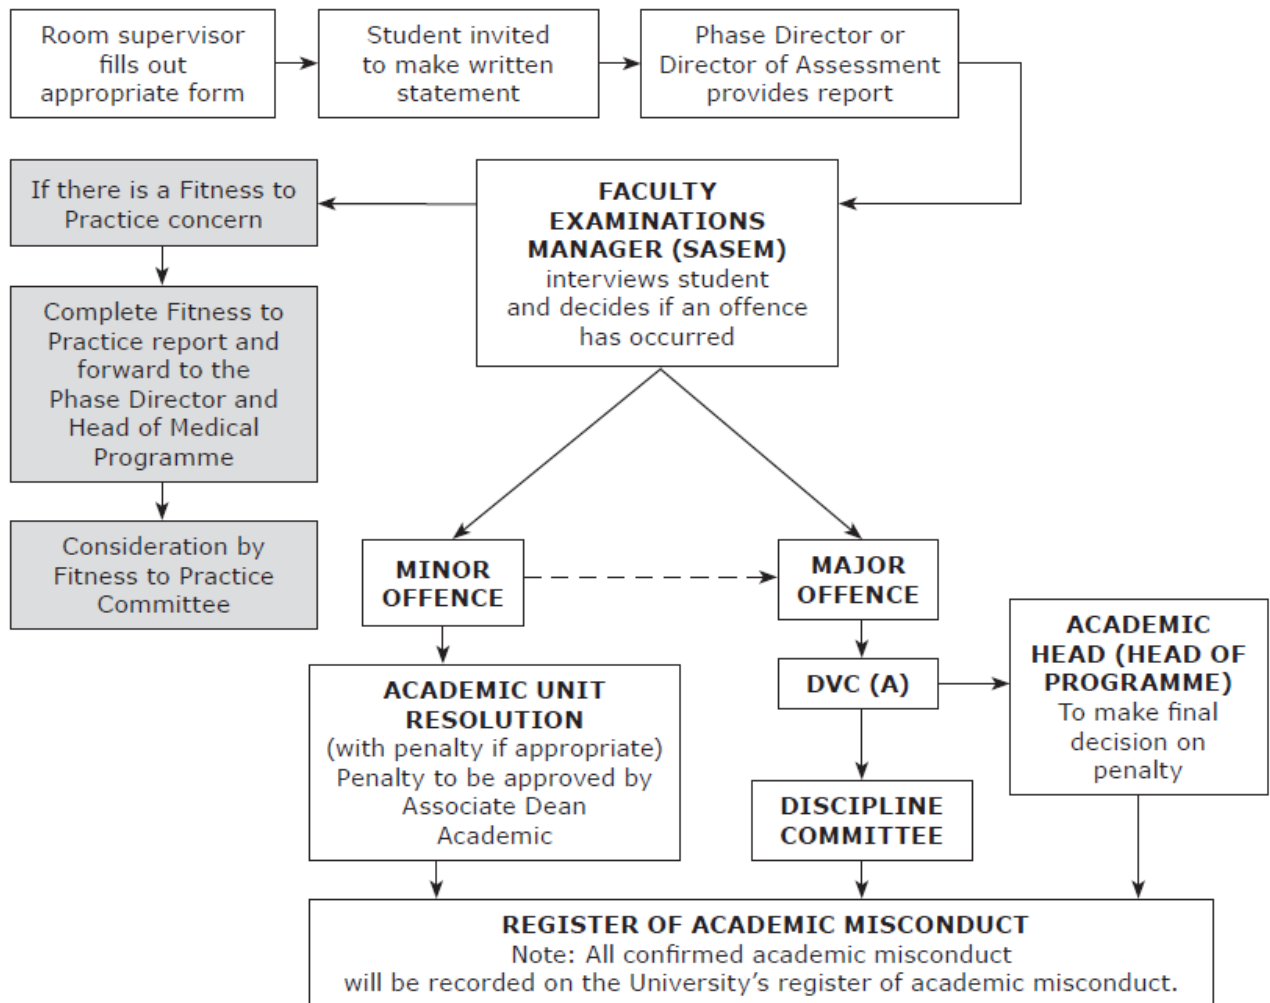 Room supervisor
fills out
appropriate form
Student invited
to make written
statement
Phase Director or
Director of Assessment
provides report
If there is a Fitness to
Practice concern
FACULTY
EXAMINATIONS
MANAGER (SASEM)
interviews student
and decides if an offence
has occurred
Complete Fitness to
Practice report and
forward to the
Phase Director and
Head of Medical
Programme
Consideration by
Fitness to Practice
Committee
MINOR
OFFENCE
MAJOR
OFFENCE
ACADEMIC UNIT
RESOLUTION
(with penalty if appropriate)
Penalty to be approved by
Associate Dean
Academic
DVC (A)
ACADEMIC
HEAD (HEAD OF
PROGRAMME)
To make final
decision on
penalty
DISCIPLINE
COMMITTEE
REGISTER OF ACADEMIC MISCONDUCT
Note: All confirmed academic misconduct
will be recorded on the University’s register of academic misconduct.